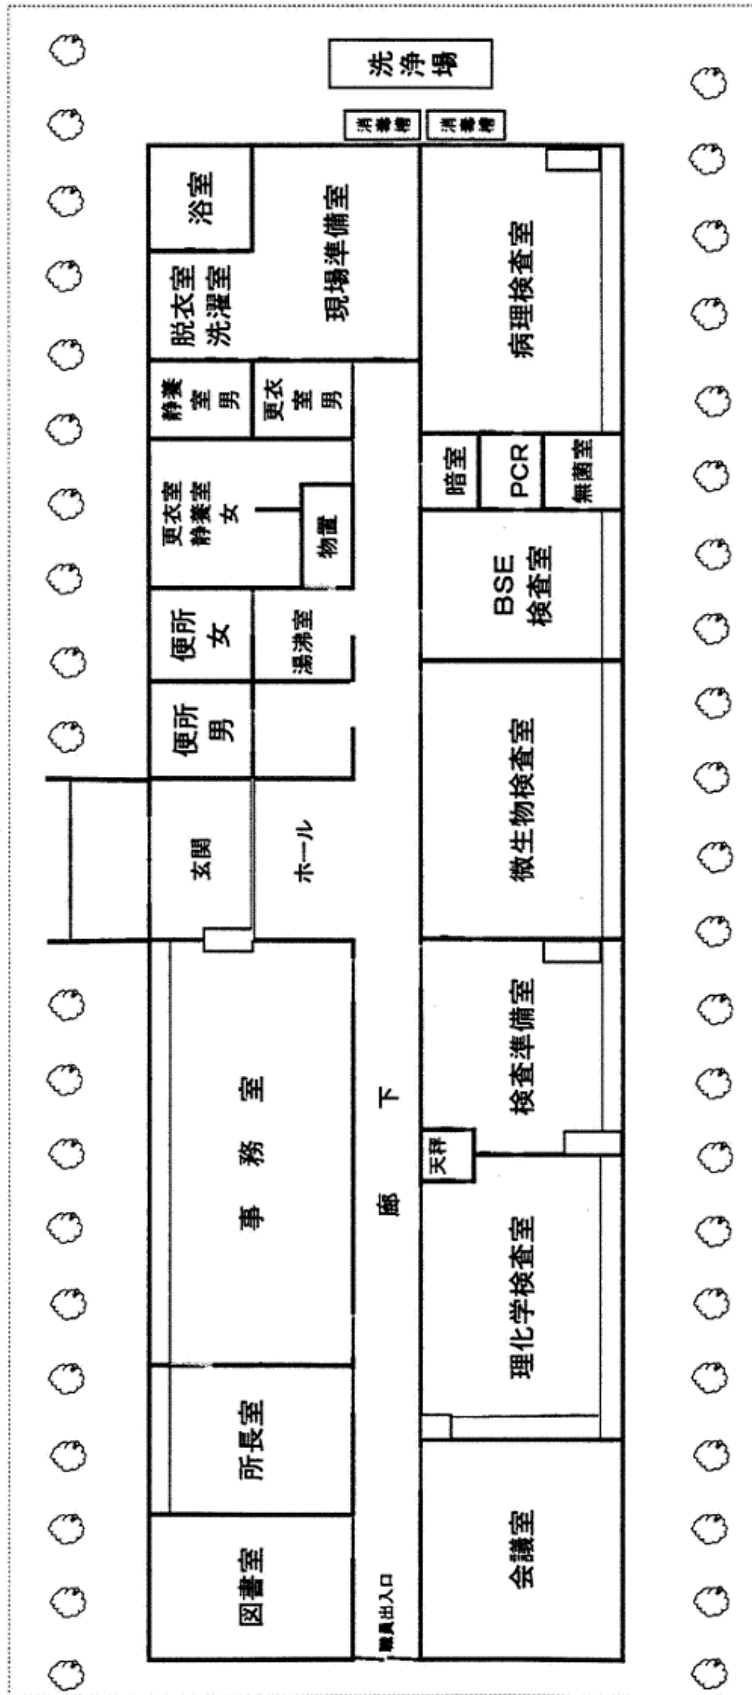 洗浄場
消毒槽
消毒槽
浴室
脱衣室
洗濯室
現場準備室
病理検査室
静養
室
男
更衣
室
男
更衣室
静養室
女
物置
暗室
PCR
無菌室
便所
女
湯沸室
BSE
検査室
便所
男
微生物検査室
玄関
ホール
事務室
廊下
検査準備室
天秤
理化学検査室
所長室
図書室
職員出入口
会議室